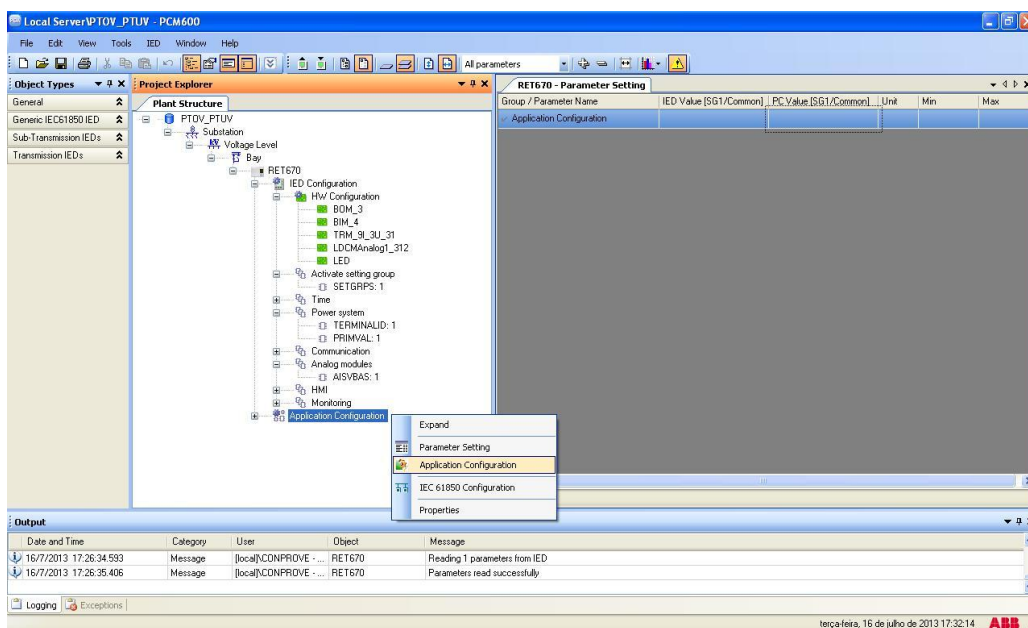 Local Server\PTOV_PTUV - PCM600
File Edit View Tools IED Window Help
All parameters
Object Types
General
Generic IEC61850 IED
Sub-Transmission IEDs
Transmission IEDs
Project Explorer
Plant Structure
PTOV_PTUV
Substation
Voltage Level
Bay
RET670
IED Configuration
HW Configuration
BOM_3
BIM_4
TRM_9I_3U_31
LDCMAnalog1_312
LED
Activate setting group
SETGRPS: 1
Time
Power system
TERMINALID: 1
PRIMVAL: 1
Communication
Analog modules
AISVBAS: 1
HMI
Monitoring
Application Configuration
Expand
Parameter Setting
Application Configuration
IEC 61850 Configuration
Properties
RET670 - Parameter Setting
Group / Parameter Name IED Value [SG1/Common] PC Value [SG1/Common] Unit Min Max
Application Configuration
Output
Date and Time Category User Object Message
16/7/2013 17:26:34.593 Message [local]\CONPROVE - ... RET670 Reading 1 parameters from IED
16/7/2013 17:26:35.406 Message [local]\CONPROVE - ... RET670 Parameters read successfully
Logging Exceptions
terça-feira, 16 de julho de 2013 17:32:14 ABB